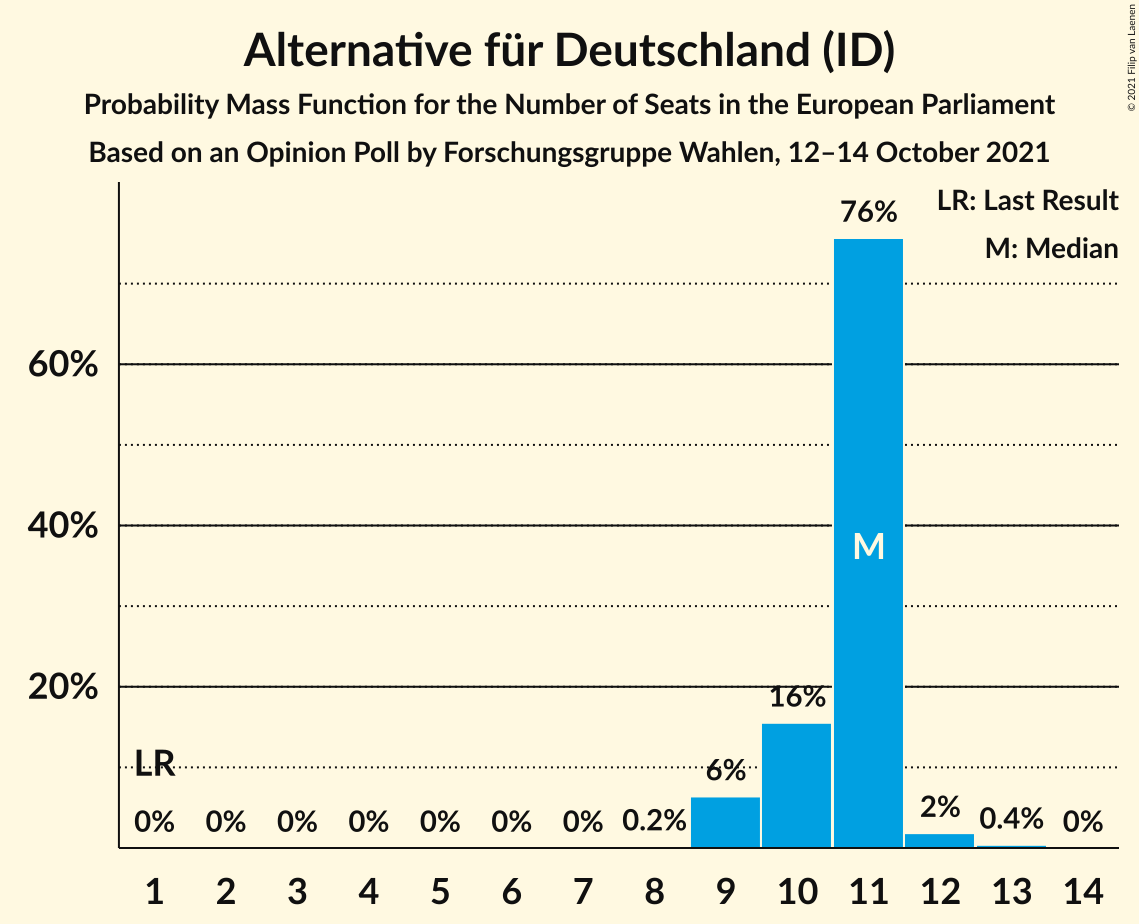 Alternative für Deutschland (ID)
Probability Mass Function for the Number of Seats in the European Parliament
Based on an Opinion Poll by Forschungsgruppe Wahlen, 12–14 October 2021
© 2021 Filip van Laenen
LR: Last Result
M: Median
76%
60%
40%
M
20%
16%
LR
6%
0% 0% 0% 0% 0% 0% 0% 0.2% 2% 0.4% 0%
1 2 3 4 5 6 7 8 9 10 11 12 13 14